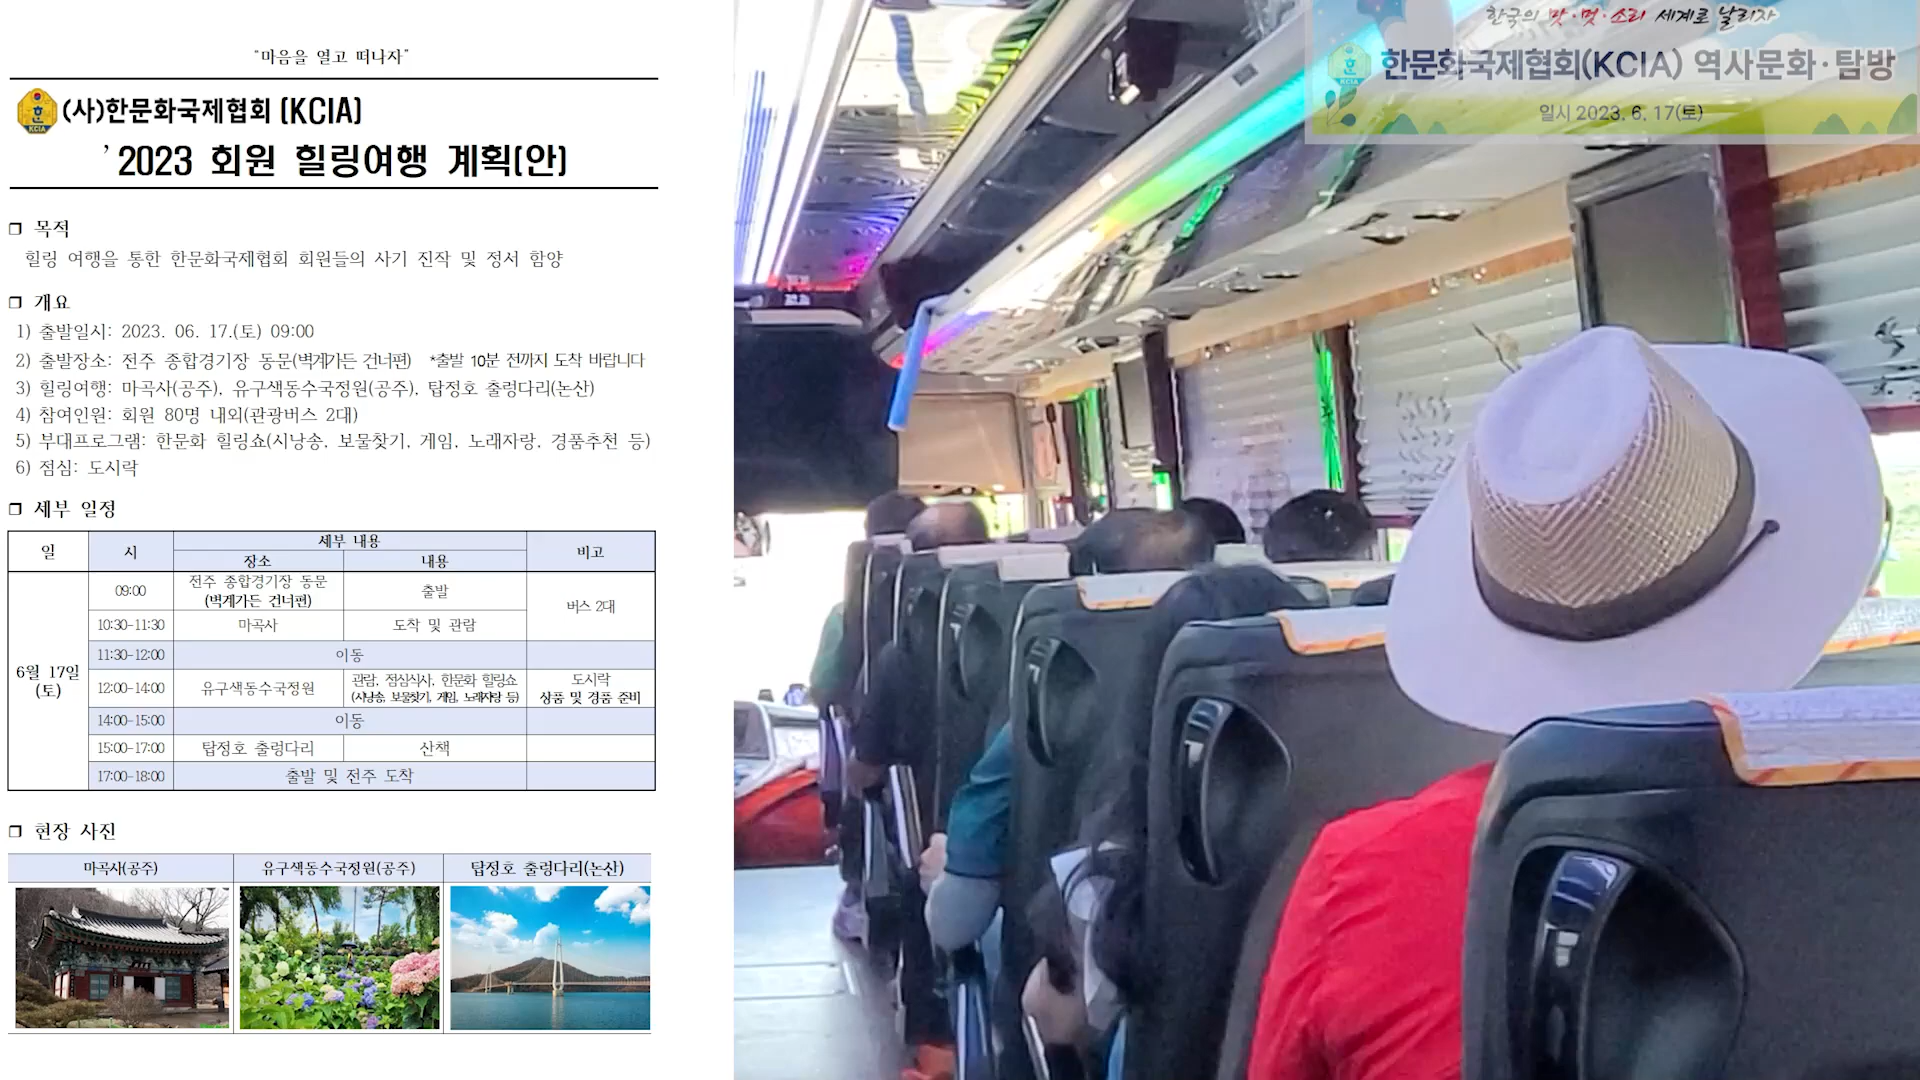 "마음을 열고 떠나자"
(사)한문화국제협회 (KCIA)
'2023 회원 힐링여행 계획(안)
❐ 목적
힐링 여행을 통한 한문화국제협회 회원들의 사기 진작 및 정서 함양
❐ 개요
1) 출발일시: 2023. 06. 17.(토) 09:00
2) 출발장소: 전주 종합경기장 동문(벽계가든 건너편) *출발 10분 전까지 도착 바랍니다
3) 힐링여행: 마곡사(공주), 유구색동수국정원(공주), 탑정호 출렁다리(논산)
4) 참여인원: 회원 80명 내외(관광버스 2대)
5) 부대프로그램: 한문화 힐링쇼(시낭송, 보물찾기, 게임, 노래자랑, 경품추천 등)
6) 점심: 도시락
❐ 세부 일정
일 시 세부 내용 비고
장소 내용
09:00 전주 종합경기장 동문 출발 버스 2대
(벽계가든 건너편)
10:30-11:30 마곡사 도착 및 관람
11:30-12:00 이동
6월 17일
(토)
12:00-14:00 유구색동수국정원 관람, 점심식사, 한문화 힐링쇼 도시락
(시낭송, 보물찾기, 게임, 노래자랑 등) 상품 및 경품 준비
14:00-15:00 이동
15:00-17:00 탑정호 출렁다리 산책
17:00-18:00 출발 및 전주 도착
❐ 현장 사진
마곡사(공주) 유구색동수국정원(공주) 탑정호 출렁다리(논산)
한국의 맛·멋·소리 세계로 날리자
한문화국제협회(KCIA) 역사문화·탐방
일시 2023. 6. 17(토)
훈
KCIA